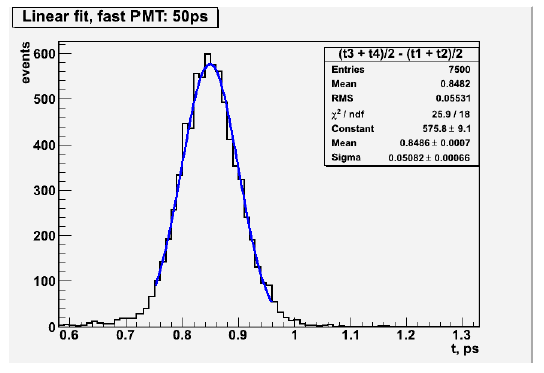 Linear fit, fast PMT: 50ps
events
(t3 + t4)/2 - (t1 + t2)/2
Entries 7500
Mean 0.8482
RMS 0.05531
χ² / ndf 25.9 / 18
Constant 575.8 ± 9.1
Mean 0.8486 ± 0.0007
Sigma 0.05082 ± 0.00066
600
500
400
300
200
100
0
0.6 0.7 0.8 0.9 1 1.1 1.2 1.3
t, ps